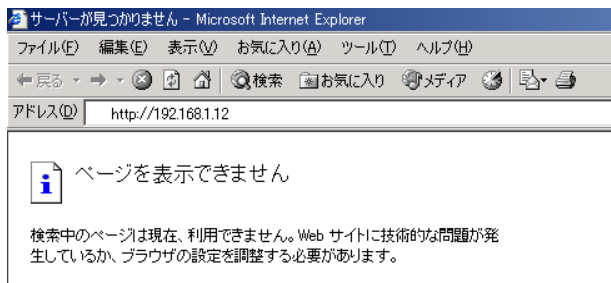 サーバーが見つかりません - Microsoft Internet Explorer
ファイル(F) 編集(E) 表示(V) お気に入り(A) ツール(T) ヘルプ(H)
戻る 検索 お気に入り メディア
アドレス(D) http://192.168.1.12
ページを表示できません
検索中のページは現在、利用できません。Web サイトに技術的な問題が発
生しているか、ブラウザの設定を調整する必要があります。